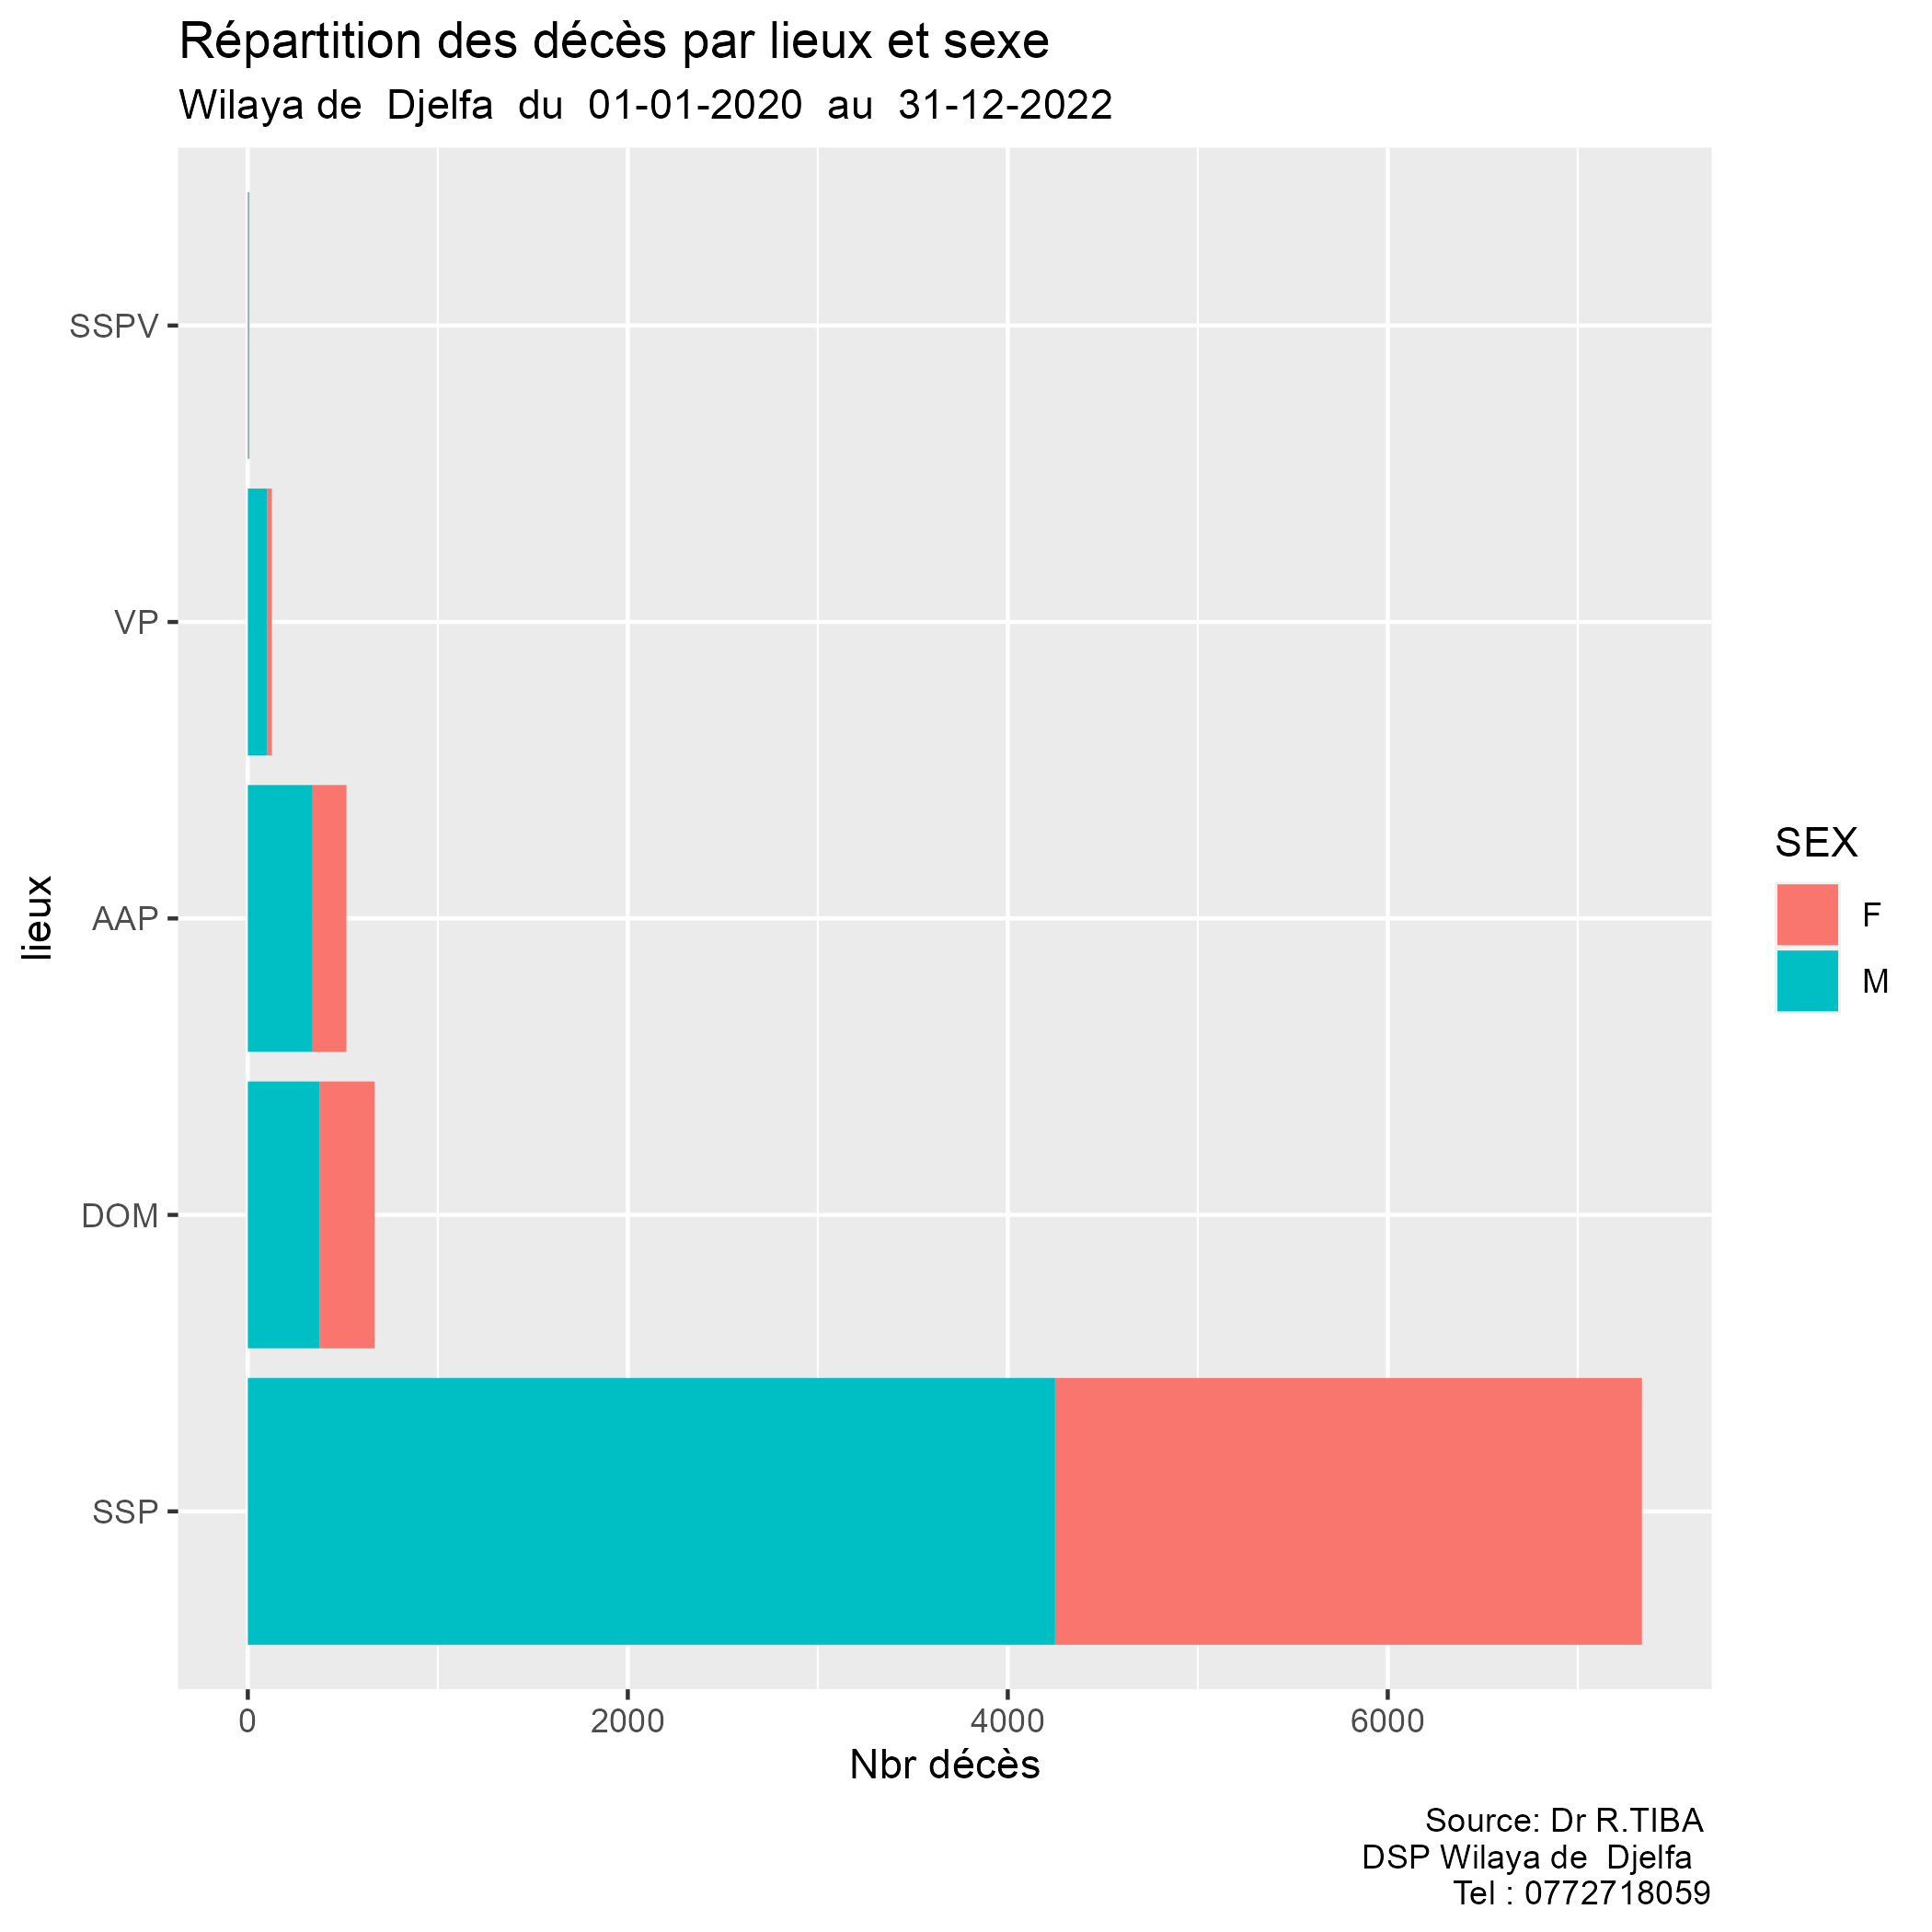 Répartition des décès par lieux et sexe
Wilaya de  Djelfa  du  01-01-2020  au  31-12-2022
SSPV
VP
AAP
DOM
SSP
lieux
0 2000 4000 6000
Nbr décès
SEX
F
M
Source: Dr R.TIBA
DSP Wilaya de  Djelfa
Tel : 0772718059